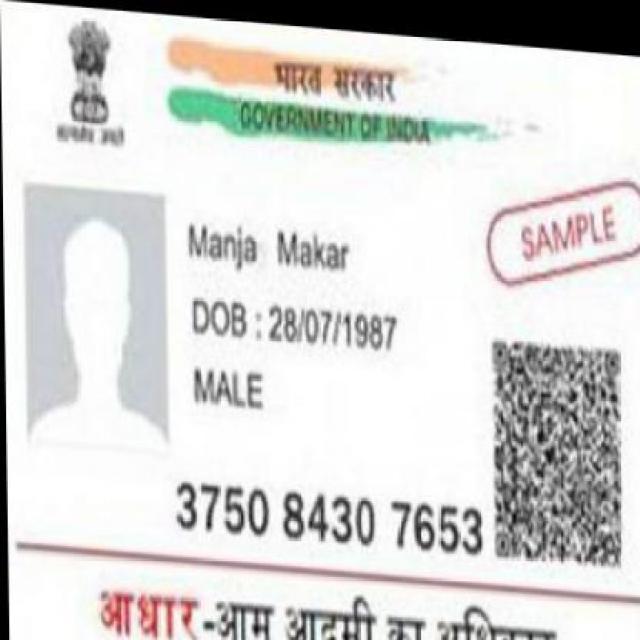 सत्यमेव जयते
भारत सरकार
GOVERNMENT OF INDIA
SAMPLE
Manja Makar
DOB : 28/07/1987
MALE
3750 8430 7653
आधार-आम आदमी का अधिकार